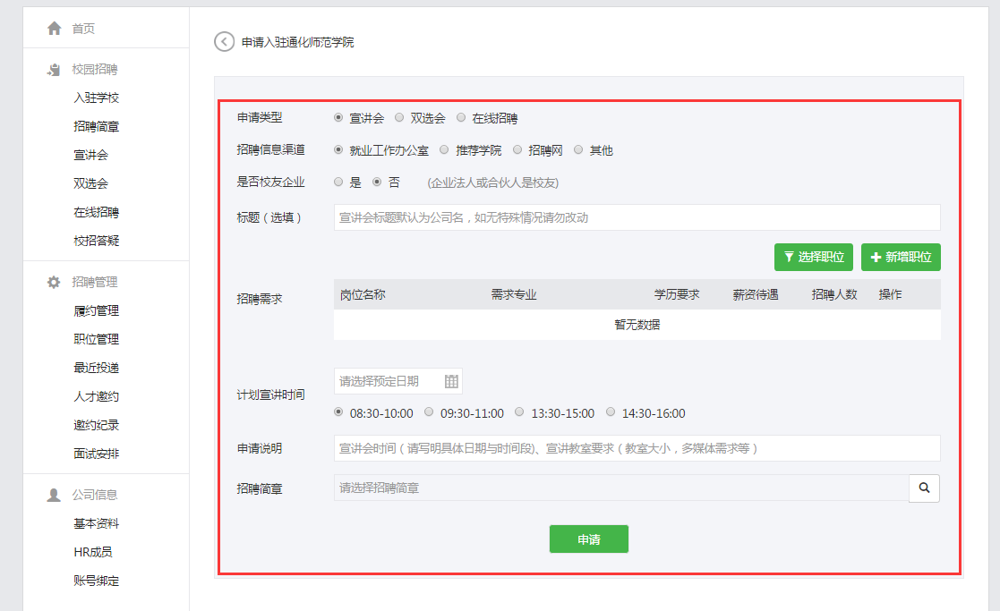 首页
校园招聘
入驻学校
招聘简章
宣讲会
双选会
在线招聘
校招答疑
招聘管理
履约管理
职位管理
最近投递
人才邀约
邀约纪录
面试安排
公司信息
基本资料
HR成员
账号绑定
申请入驻通化师范学院
申请类型 宣讲会 双选会 在线招聘
招聘信息渠道 就业工作办公室 推荐学院 招聘网 其他
是否校友企业 是 否 (企业法人或合伙人是校友)
标题（选填） 宣讲会标题默认为公司名，如无特殊情况请勿改动
选择职位 新增职位
招聘需求
岗位名称 需求专业 学历要求 薪资待遇 招聘人数 操作
暂无数据
计划宣讲时间
请选择预定日期
08:30-10:00 09:30-11:00 13:30-15:00 14:30-16:00
申请说明 宣讲会时间（请写明具体日期与时间段）、宣讲教室要求（教室大小，多媒体需求等）
招聘简章 请选择招聘简章
申请